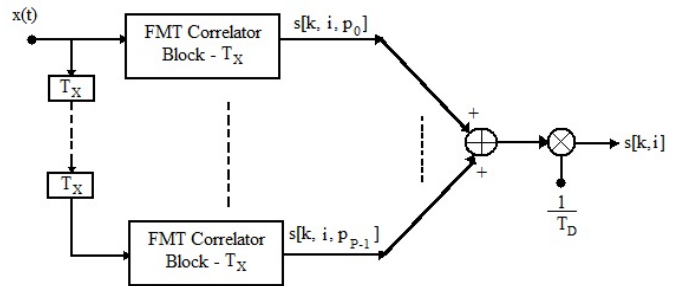 x(t)
FMT Correlator
Block - T_X
s[k, i, p_0]
T_X
+
s[k,i]
T_X
+
1
T_D
FMT Correlator
Block - T_X
s[k, i, p_{P-1}]